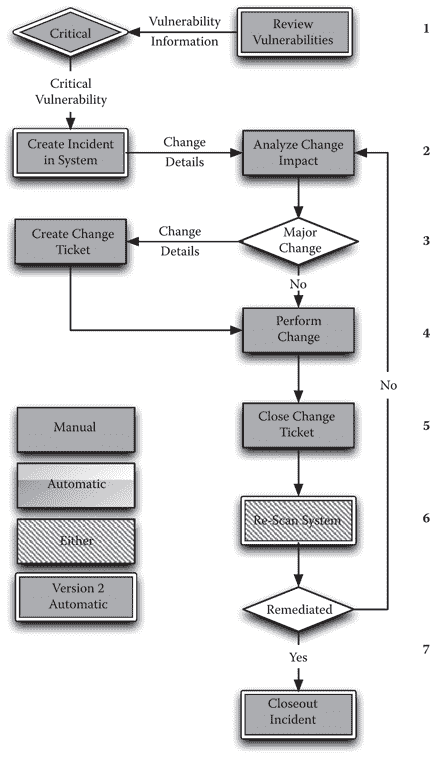 Critical
Vulnerability
Information
Review
Vulnerabilities
1
Critical
Vulnerability
Create Incident
in System
Change
Details
Analyze Change
Impact
2
Create Change
Ticket
Change
Details
Major
Change
3
No
Perform
Change
4
No
Manual
Close Change
Ticket
5
Automatic
Either
Re-Scan System
6
Version 2
Automatic
Remediated
7
Yes
Closeout
Incident